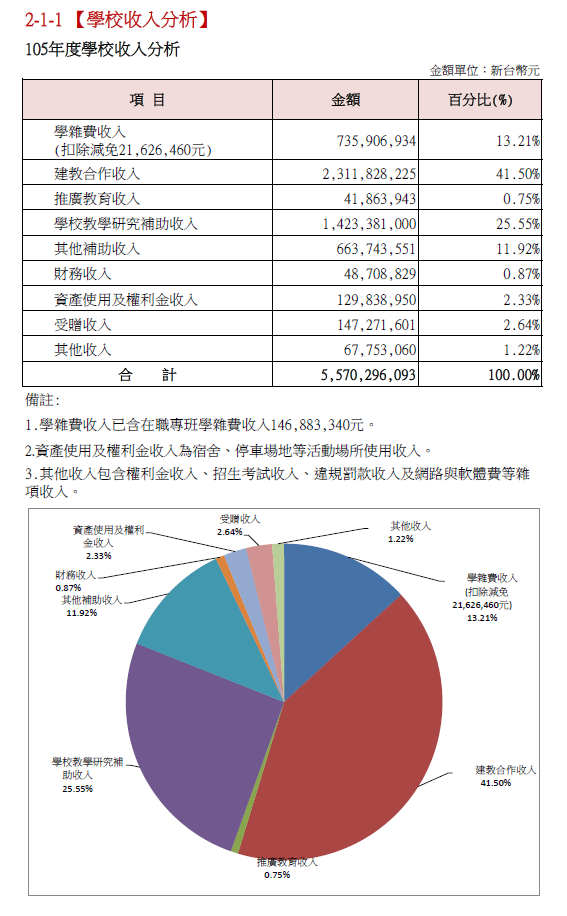 2-1-1【學校收入分析】
105年度學校收入分析
金額單位：新台幣元
項 目 金額 百分比(%)
學雜費收入
(扣除減免21,626,460元) 735,906,934 13.21%
建教合作收入 2,311,828,225 41.50%
推廣教育收入 41,863,943 0.75%
學校教學研究補助收入 1,423,381,000 25.55%
其他補助收入 663,743,551 11.92%
財務收入 48,708,829 0.87%
資產使用及權利金收入 129,838,950 2.33%
受贈收入 147,271,601 2.64%
其他收入 67,753,060 1.22%
合 計 5,570,296,093 100.00%
備註:
1.學雜費收入已含在職專班學雜費收入146,883,340元。
2.資產使用及權利金收入為宿舍、停車場地等活動場所使用收入。
3.其他收入包含權利金收入、招生考試收入、違規罰款收入及網路與軟體費等雜
項收入。
受贈收入
2.64%
其他收入
1.22%
資產使用及權利
金收入
2.33%
財務收入
0.87%
其他補助收入
11.92%
學雜費收入
(扣除減免
21,626,460元)
13.21%
學校教學研究補
助收入
25.55%
建教合作收入
41.50%
推廣教育收入
0.75%